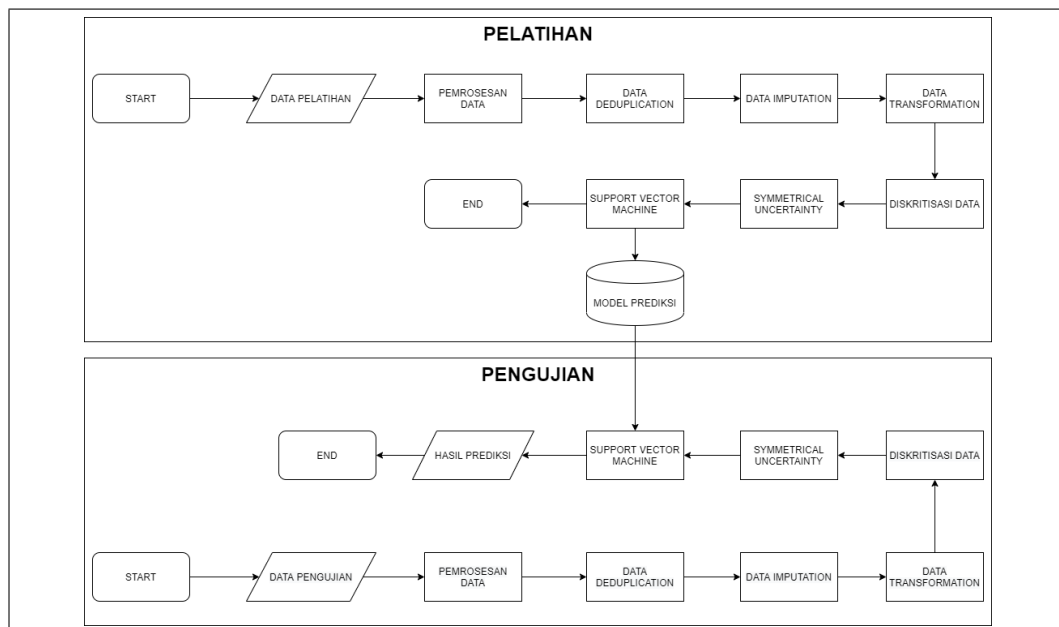 PELATIHAN
START
DATA PELATIHAN
PEMROSESAN
DATA
DATA
DEDUPLICATION
DATA IMPUTATION
DATA
TRANSFORMATION
END
SUPPORT VECTOR
MACHINE
SYMMETRICAL
UNCERTAINTY
DISKRITISASI DATA
MODEL PREDIKSI
PENGUJIAN
END
HASIL PREDIKSI
SUPPORT VECTOR
MACHINE
SYMMETRICAL
UNCERTAINTY
DISKRITISASI DATA
START
DATA PENGUJIAN
PEMROSESAN
DATA
DATA
DEDUPLICATION
DATA IMPUTATION
DATA
TRANSFORMATION